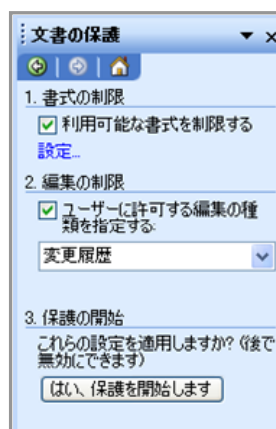 文書の保護
1. 書式の制限
利用可能な書式を制限する
設定...
2. 編集の制限
ユーザーに許可する編集の種
類を指定する:
変更履歴
3. 保護の開始
これらの設定を適用しますか? (後で
無効にできます)
はい、保護を開始します